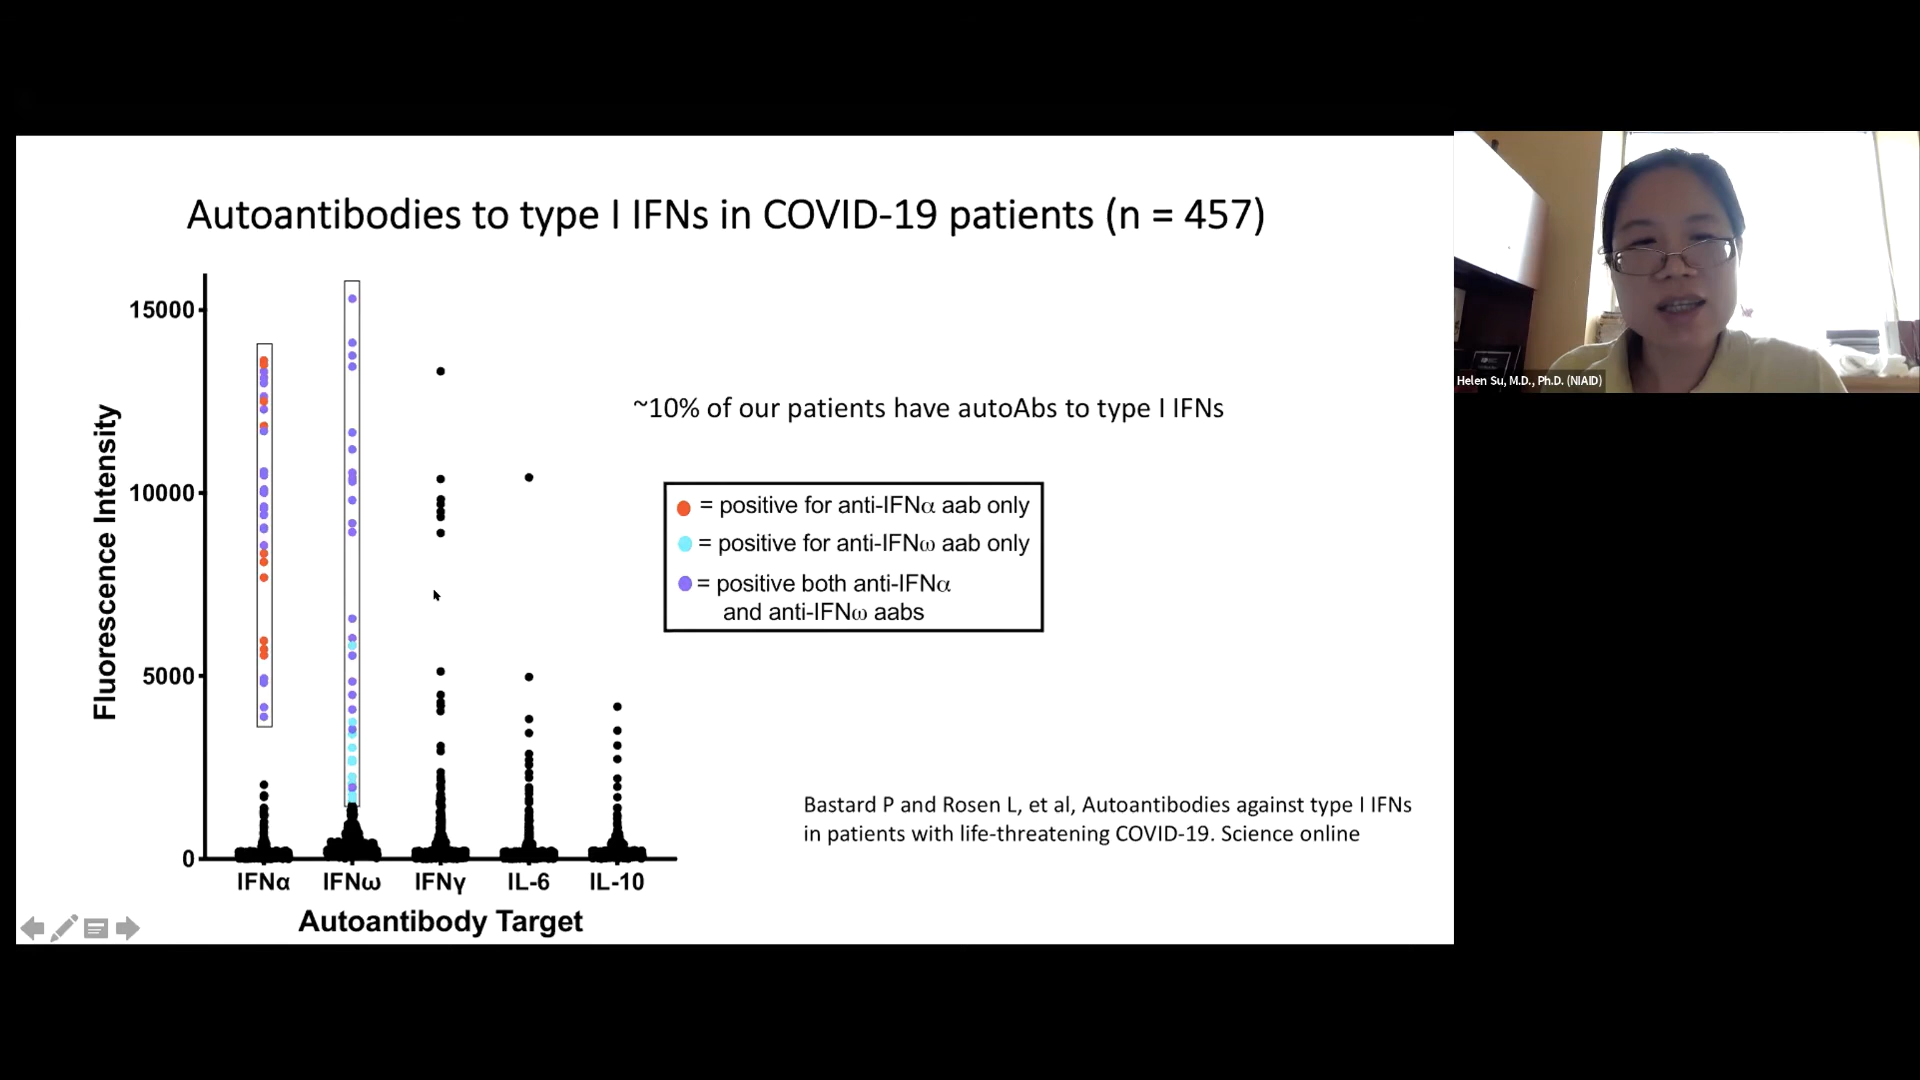 Autoantibodies to type I IFNs in COVID-19 patients (n = 457)
15000
10000
5000
0
Fluorescence Intensity
IFNα
IFNω
IFNγ
IL-6
IL-10
Autoantibody Target
~10% of our patients have autoAbs to type I IFNs
= positive for anti-IFNα aab only
= positive for anti-IFNω aab only
= positive both anti-IFNα
and anti-IFNω aabs
Bastard P and Rosen L, et al, Autoantibodies against type I IFNs
in patients with life-threatening COVID-19. Science online
Helen Su, M.D., Ph.D. (NIAID)